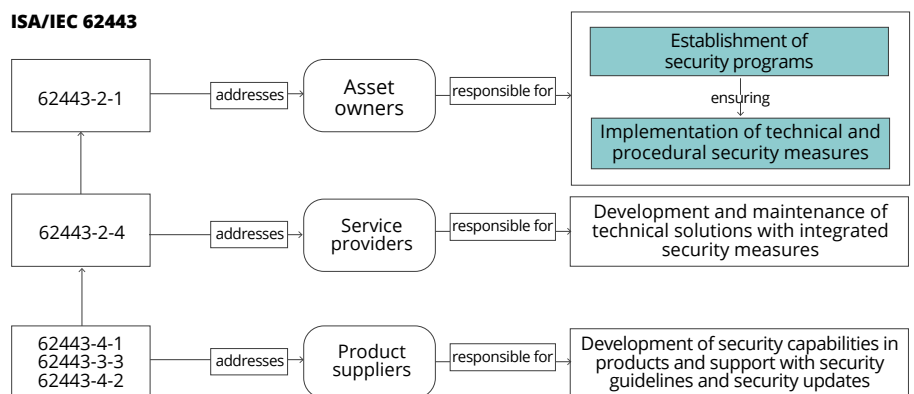 ISA/IEC 62443
62443-2-1
addresses
Asset
owners
responsible for
Establishment of
security programs
ensuring
Implementation of technical and
procedural security measures
62443-2-4
addresses
Service
providers
responsible for
Development and maintenance of
technical solutions with integrated
security measures
62443-4-1
62443-3-3
62443-4-2
addresses
Product
suppliers
responsible for
Development of security capabilities in
products and support with security
guidelines and security updates